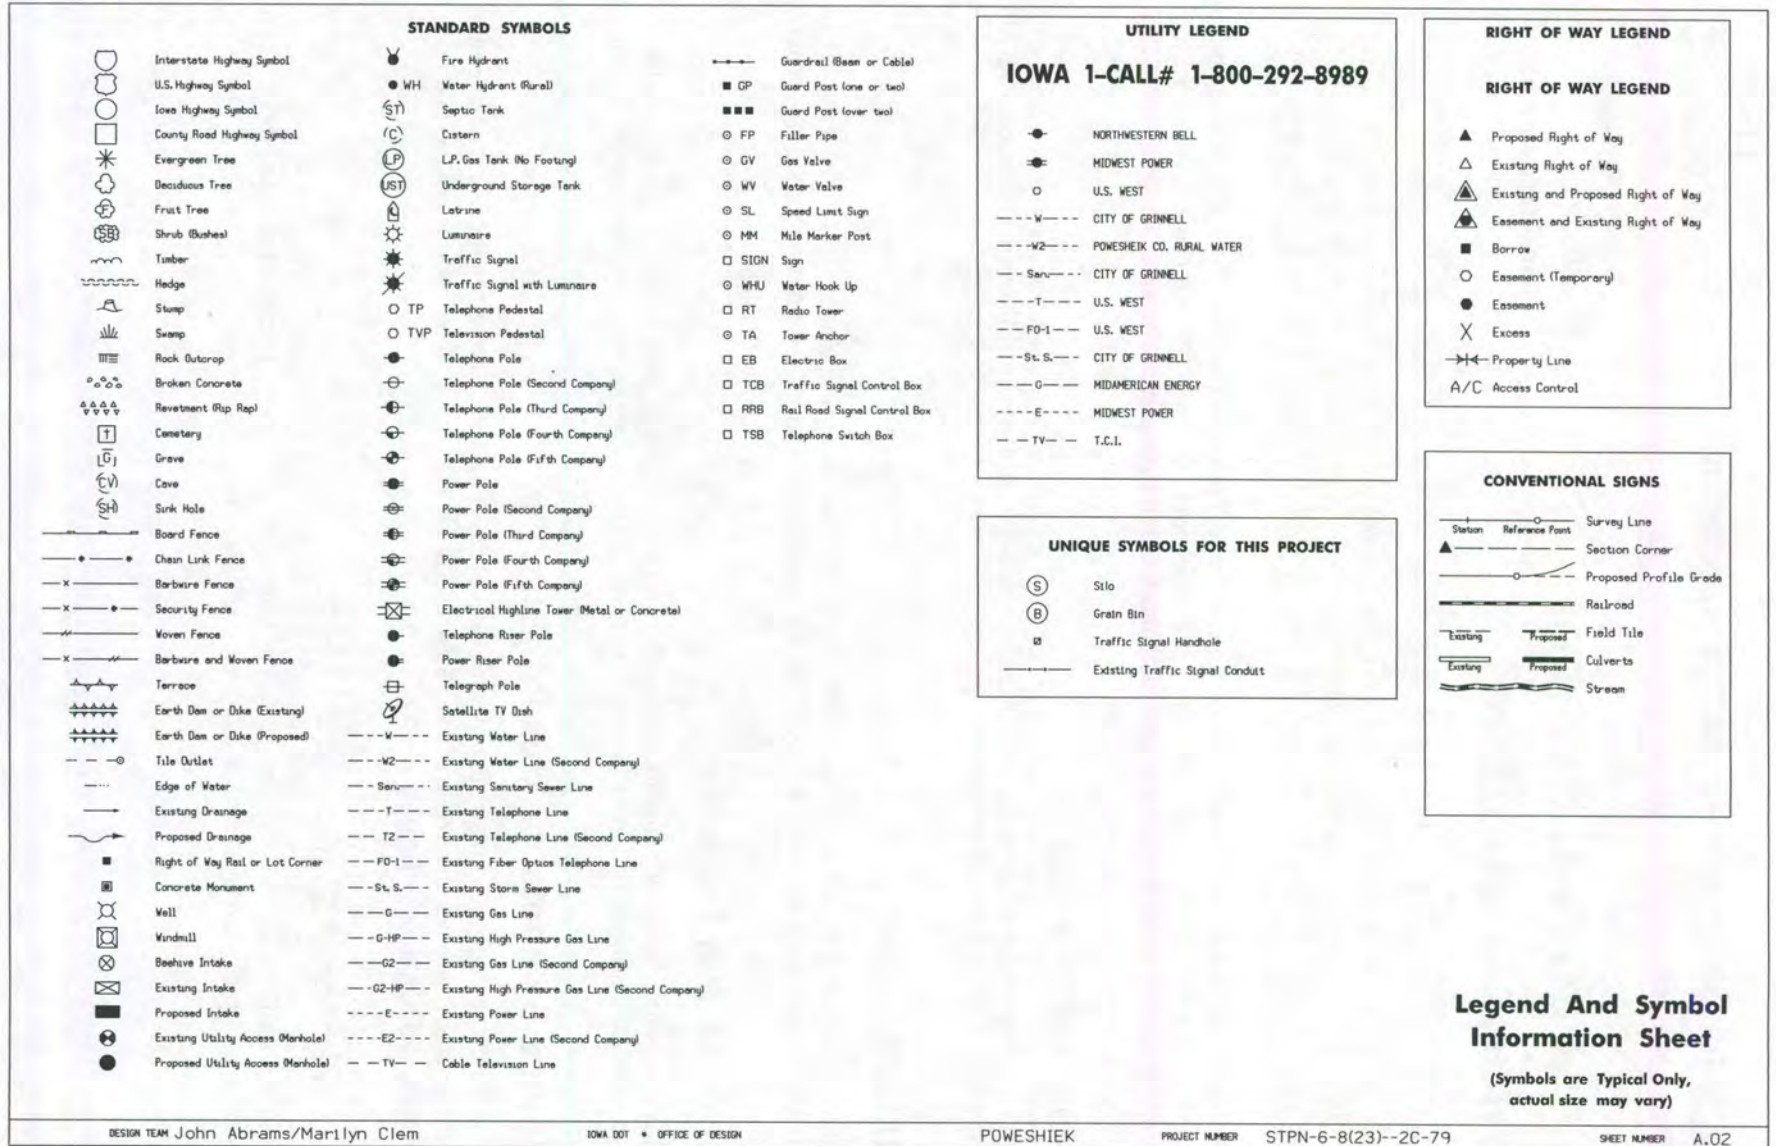 STANDARD SYMBOLS
Interstate Highway Symbol
U.S. Highway Symbol
Iowa Highway Symbol
County Road Highway Symbol
Evergreen Tree
Deciduous Tree
F Fruit Tree
SB Shrub (Bushes)
Timber
Hedge
Stump
Swamp
Rock Outcrop
Broken Concrete
Revetment (Rip Rap)
Cemetery
G Grave
CV Cave
SH Sink Hole
Board Fence
Chain Link Fence
x Barbwire Fence
x Security Fence
Woven Fence
x Barbwire and Woven Fence
Terrace
Earth Dam or Dike (Existing)
Earth Dam or Dike (Proposed)
Tile Outlet
Edge of Water
Existing Drainage
Proposed Drainage
Right of Way Rail or Lot Corner
Concrete Monument
Well
Windmill
Beehive Intake
Existing Intake
Proposed Intake
Existing Utility Access (Manhole)
Proposed Utility Access (Manhole)
Fire Hydrant
WH Water Hydrant (Rural)
ST Septic Tank
C Cistern
LP L.P. Gas Tank (No Footing)
UST Underground Storage Tank
Latrine
Luminaire
Traffic Signal
Traffic Signal with Luminaire
TP Telephone Pedestal
TVP Television Pedestal
Telephone Pole
Telephone Pole (Second Company)
Telephone Pole (Third Company)
Telephone Pole (Fourth Company)
Telephone Pole (Fifth Company)
Power Pole
Power Pole (Second Company)
Power Pole (Third Company)
Power Pole (Fourth Company)
Power Pole (Fifth Company)
Electrical Highline Tower (Metal or Concrete)
Telephone Riser Pole
Power Riser Pole
Telegraph Pole
Satellite TV Dish
W Existing Water Line
W2 Existing Water Line (Second Company)
San. Existing Sanitary Sewer Line
T Existing Telephone Line
T2 Existing Telephone Line (Second Company)
FO-1 Existing Fiber Optics Telephone Line
St. S. Existing Storm Sewer Line
G Existing Gas Line
G-HP Existing High Pressure Gas Line
G2 Existing Gas Line (Second Company)
G2-HP Existing High Pressure Gas Line (Second Company)
E Existing Power Line
E2 Existing Power Line (Second Company)
TV Cable Television Line
Guardrail (Beam or Cable)
GP Guard Post (one or two)
Guard Post (over two)
FP Filler Pipe
GV Gas Valve
WV Water Valve
SL Speed Limit Sign
MM Mile Marker Post
SIGN Sign
WHU Water Hook Up
RT Radio Tower
TA Tower Anchor
EB Electric Box
TCB Traffic Signal Control Box
RRB Rail Road Signal Control Box
TSB Telephone Switch Box
UTILITY LEGEND
IOWA 1-CALL# 1-800-292-8989
NORTHWESTERN BELL
MIDWEST POWER
U.S. WEST
W CITY OF GRINNELL
W2 POWESHEIK CO. RURAL WATER
San. CITY OF GRINNELL
T U.S. WEST
FO-1 U.S. WEST
St. S. CITY OF GRINNELL
G MIDAMERICAN ENERGY
E MIDWEST POWER
TV T.C.I.
UNIQUE SYMBOLS FOR THIS PROJECT
S Silo
B Grain Bin
Traffic Signal Handhole
Existing Traffic Signal Conduit
RIGHT OF WAY LEGEND
RIGHT OF WAY LEGEND
Proposed Right of Way
Existing Right of Way
Existing and Proposed Right of Way
Easement and Existing Right of Way
Borrow
Easement (Temporary)
Easement
Excess
Property Line
A/C Access Control
CONVENTIONAL SIGNS
Station Reference Point Survey Line
Section Corner
Proposed Profile Grade
Railroad
Existing Proposed Field Tile
Existing Proposed Culverts
Stream
Legend And Symbol
Information Sheet
(Symbols are Typical Only,
actual size may vary)
DESIGN TEAM John Abrams/Marilyn Clem IOWA DOT * OFFICE OF DESIGN POWESHIEK PROJECT NUMBER STPN-6-8(23)--2C-79 SHEET NUMBER A.02